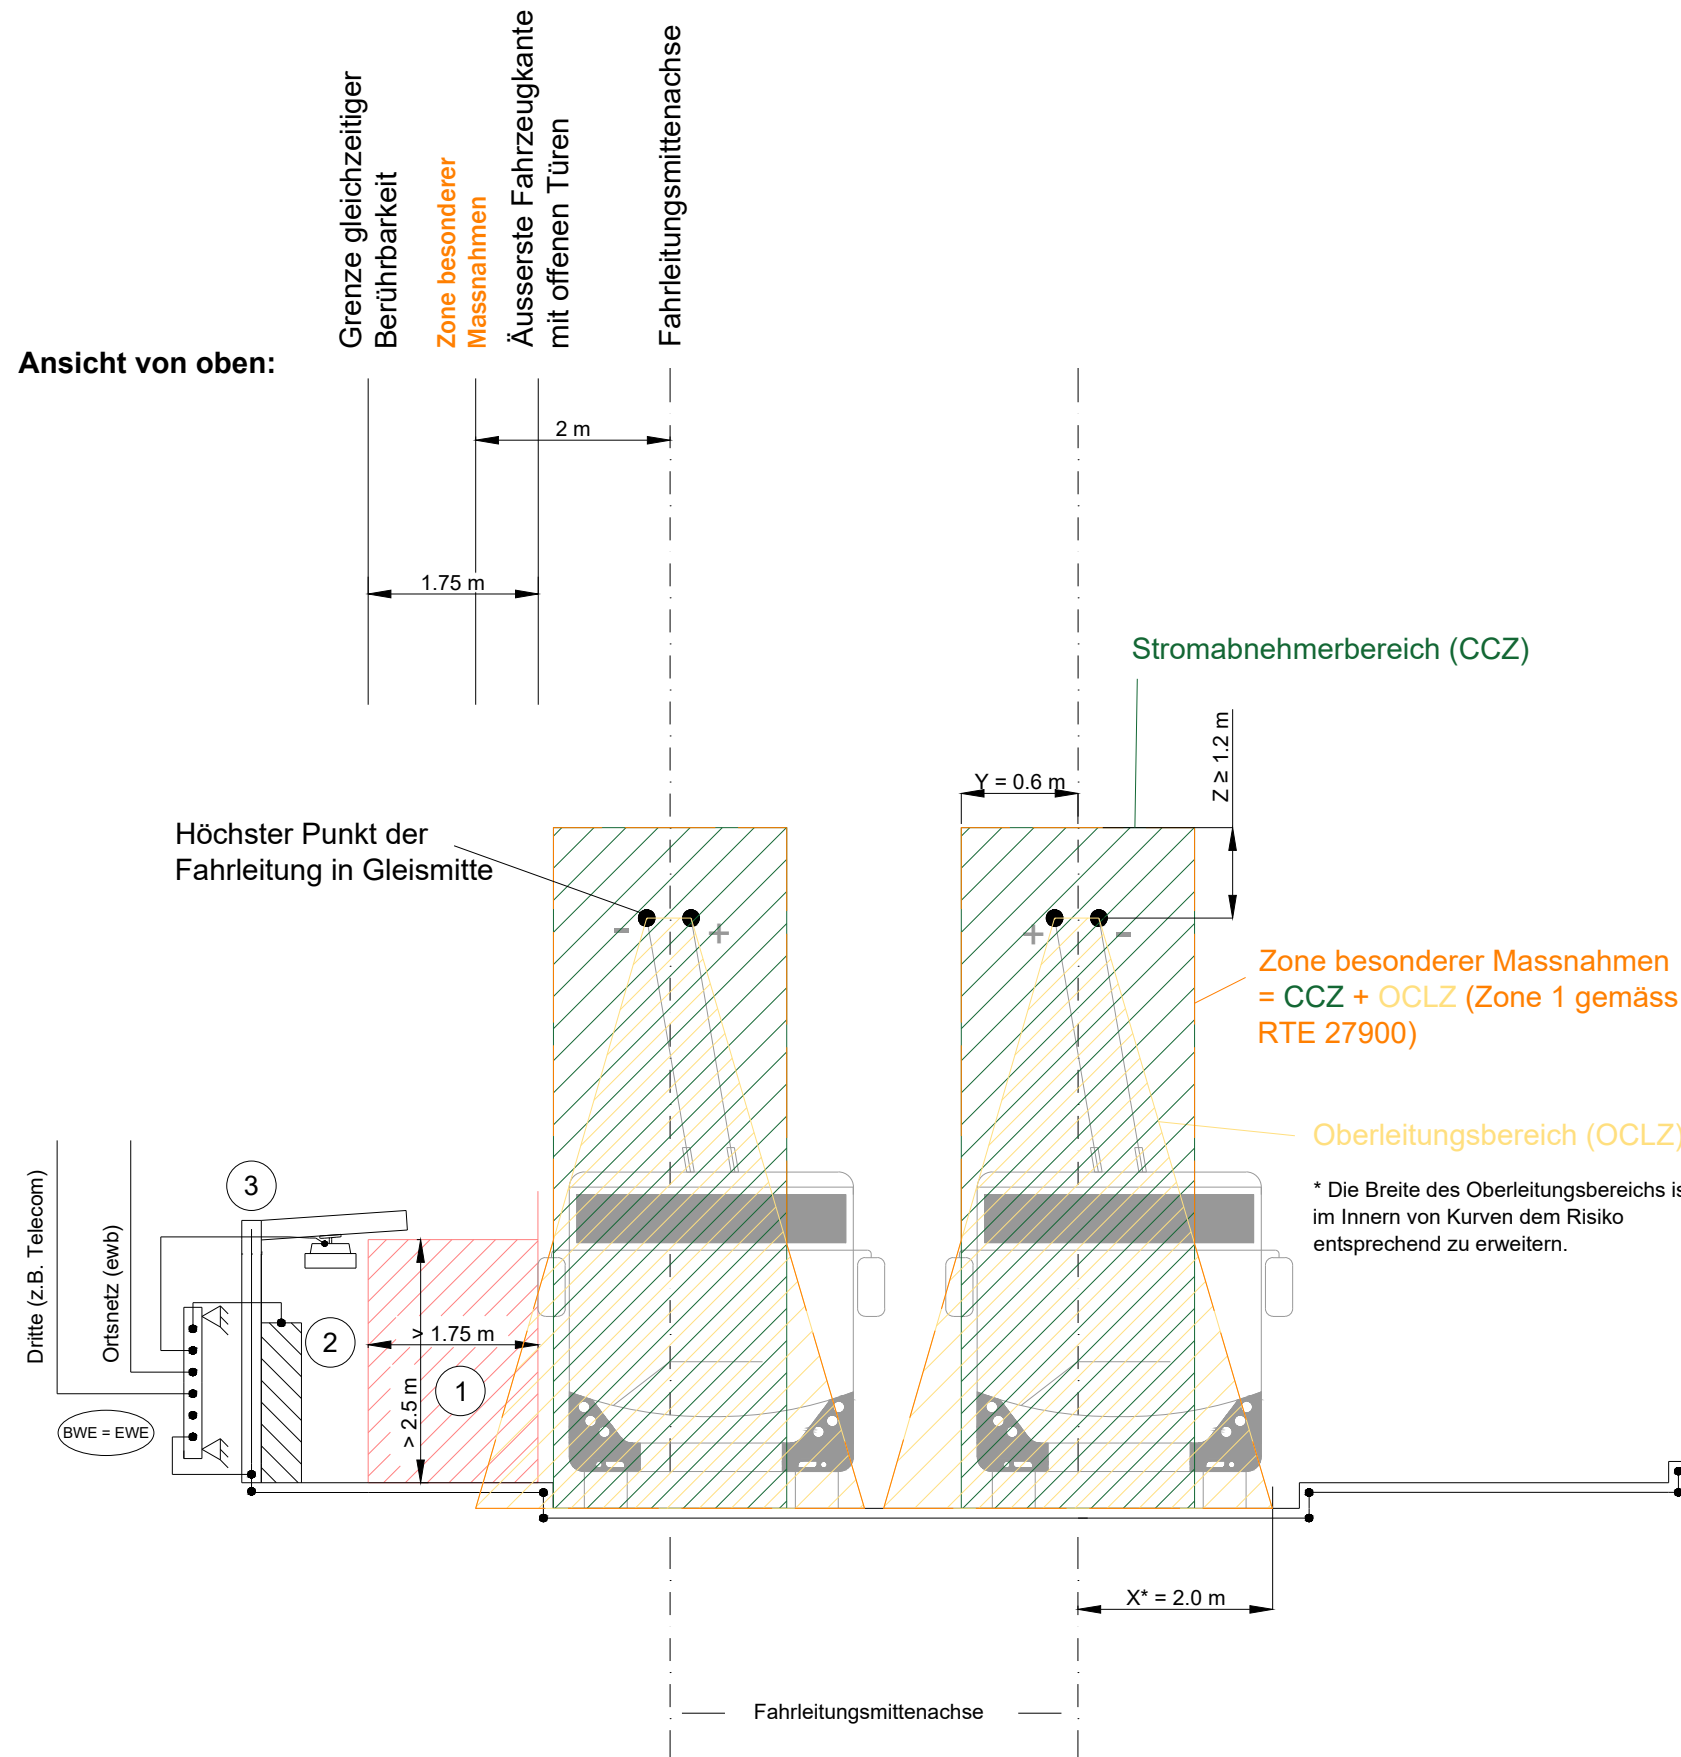 Grenze gleichzeitiger
Berührbarkeit
Zone besonderer
Massnahmen
Äusserste Fahrzeugkante
mit offenen Türen
Fahrleitungsmittenachse
Ansicht von oben:
2 m
1.75 m
Stromabnehmerbereich (CCZ)
Z ≥ 1.2 m
Y = 0.6 m
Höchster Punkt der
Fahrleitung in Gleismitte
- +
+ -
Zone besonderer Massnahmen
= CCZ + OCLZ (Zone 1 gemäss
RTE 27900)
Oberleitungsbereich (OCLZ)
* Die Breite des Oberleitungsbereichs is
im Innern von Kurven dem Risiko
entsprechend zu erweitern.
3
Dritte (z.B. Telecom)
Ortsnetz (ewb)
2
> 1.75 m
1
> 2.5 m
BWE = EWE
X* = 2.0 m
Fahrleitungsmittenachse